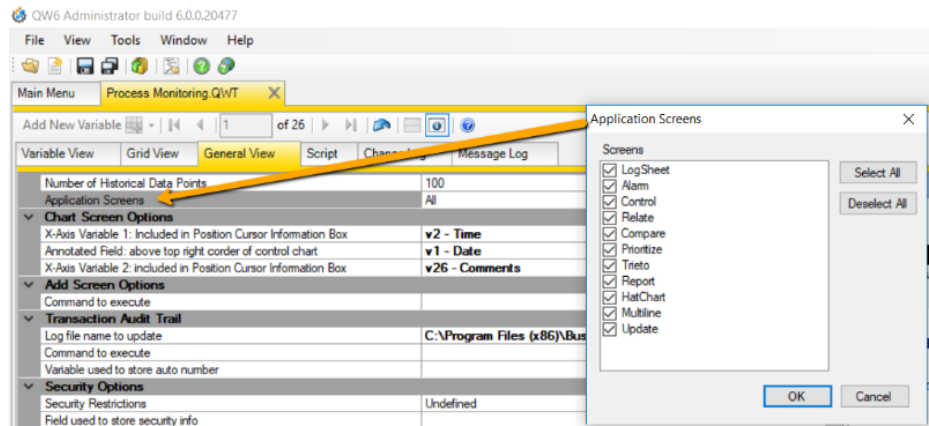 QW6 Administrator build 6.0.0.20477
File View Tools Window Help
Main Menu Process Monitoring.QWT X
Add New Variable 1 of 26
Variable View Grid View General View Script Change Log Message Log
Number of Historical Data Points 100
Application Screens All
Chart Screen Options
X-Axis Variable 1: Included in Position Cursor Information Box v2 - Time
Annotated Field: above top right corder of control chart v1 - Date
X-Axis Variable 2: included in Position Cursor Information Box v26 - Comments
Add Screen Options
Command to execute
Transaction Audit Trail
Log file name to update C:\Program Files (x86)\Bus
Command to execute
Variable used to store auto number
Security Options
Security Restrictions Undefined
Field used to store security info
Application Screens
Screens
LogSheet
Alarm
Control
Relate
Compare
Prioritize
Trieto
Report
HatChart
Multiline
Update
Select All
Deselect All
OK Cancel